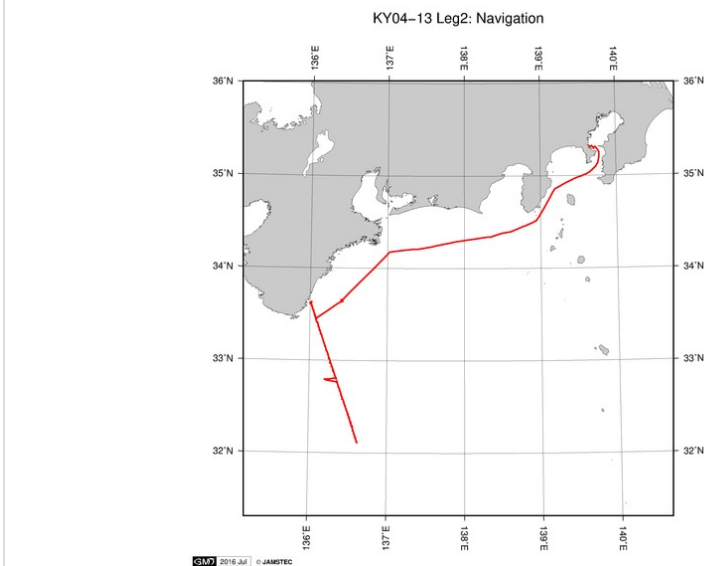 KY04−13 Leg2: Navigation
136˚E 137˚E 138˚E 139˚E 140˚E
36˚N 36˚N
35˚N 35˚N
34˚N 34˚N
33˚N 33˚N
32˚N 32˚N
136˚E 137˚E 138˚E 139˚E 140˚E
GMT 2016 Jul © JAMSTEC